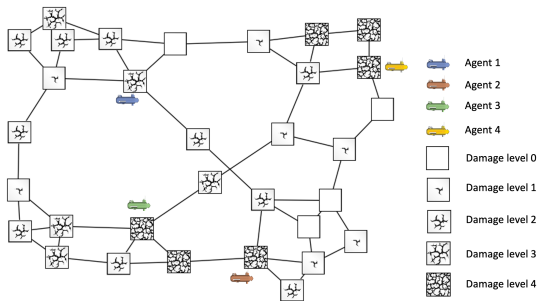 Agent 1
Agent 2
Agent 3
Agent 4
Damage level 0
Damage level 1
Damage level 2
Damage level 3
Damage level 4